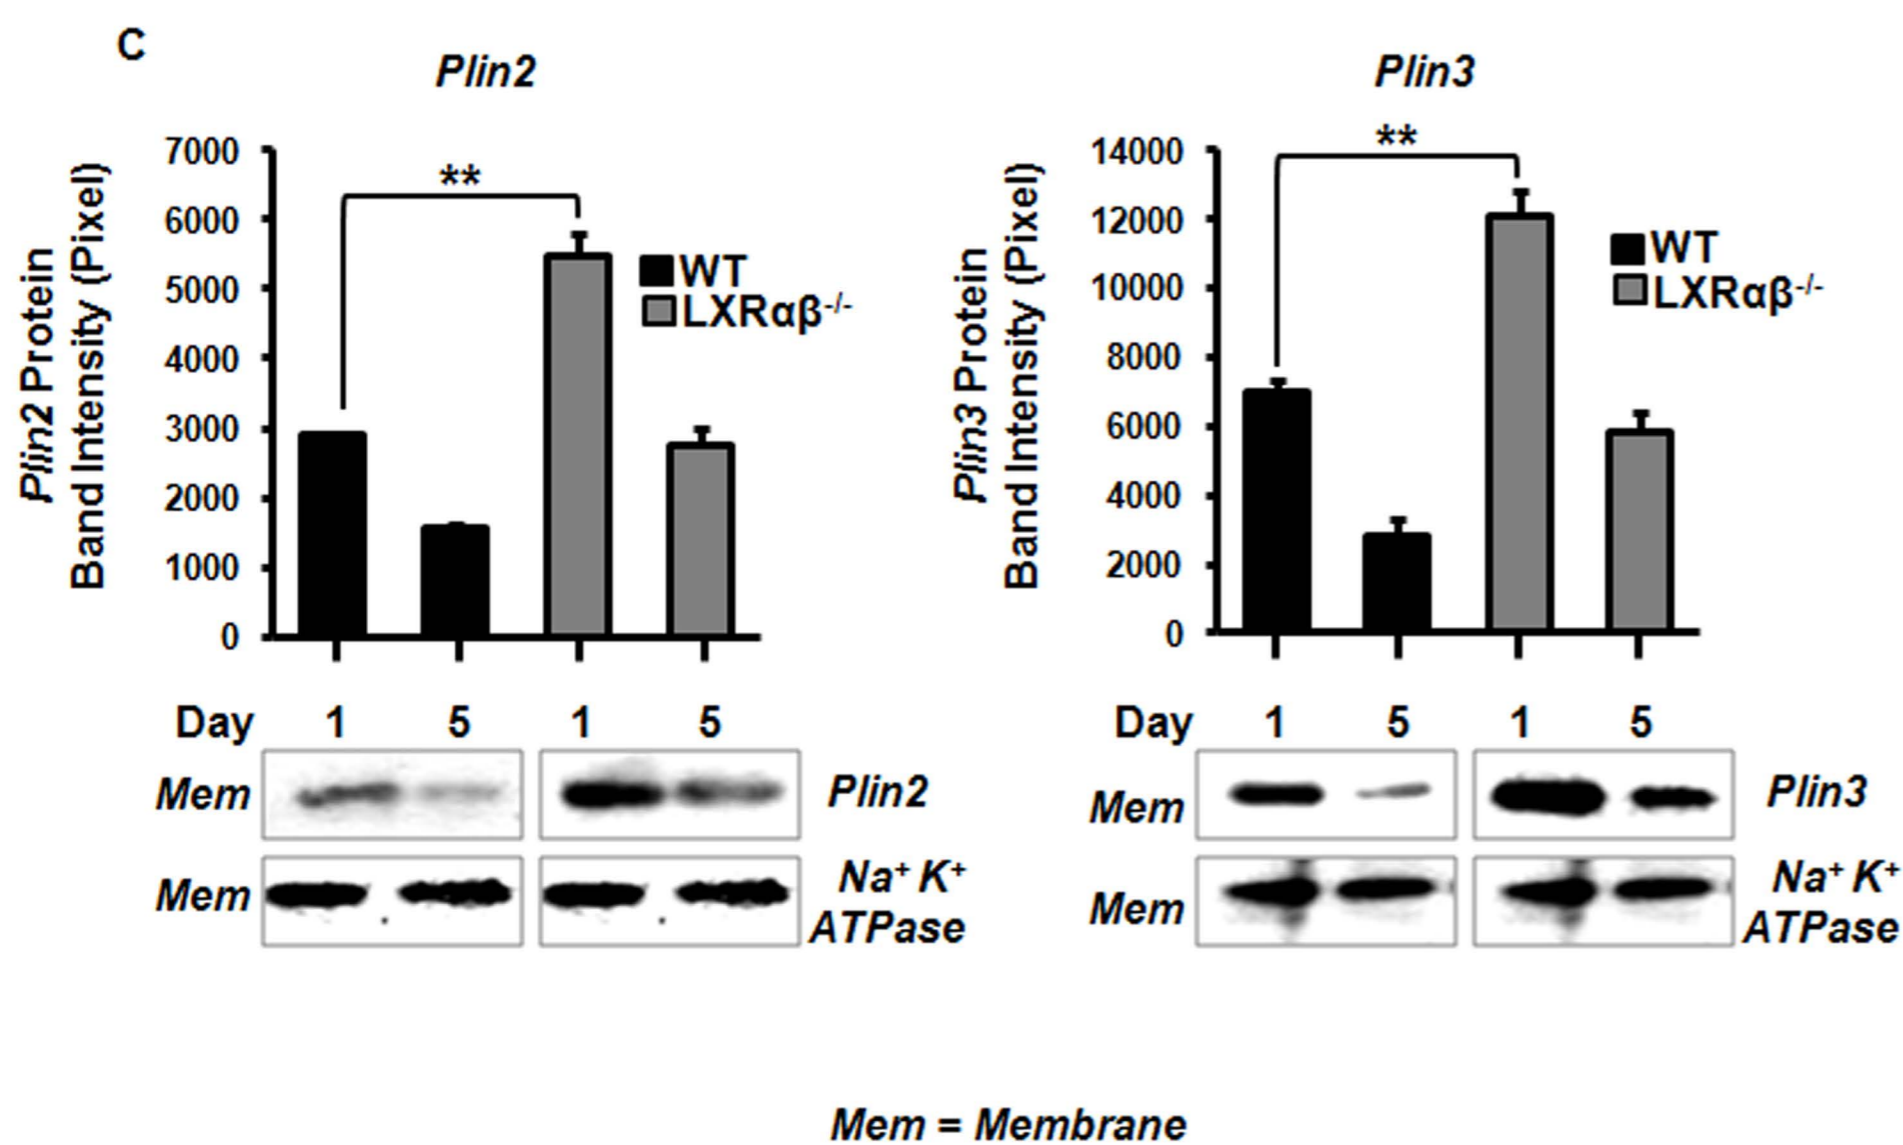 C
Plin2
Plin2 Protein
Band Intensity (Pixel)
7000
6000
5000
4000
3000
2000
1000
0
**
WT
LXRαβ-/-
Day 1 5 1 5
Mem
Plin2
Mem
Na+ K+
ATPase
Plin3
Plin3 Protein
Band Intensity (Pixel)
14000
12000
10000
8000
6000
4000
2000
0
**
WT
LXRαβ-/-
Day 1 5 1 5
Mem
Plin3
Mem
Na+ K+
ATPase
Mem = Membrane